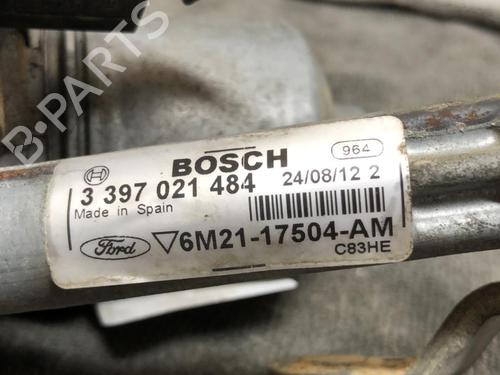 B-PARTS
BOSCH 964
3 397 021 484 24/08/12 2
Made in Spain
Ford 6M21-17504-AM
C83HE